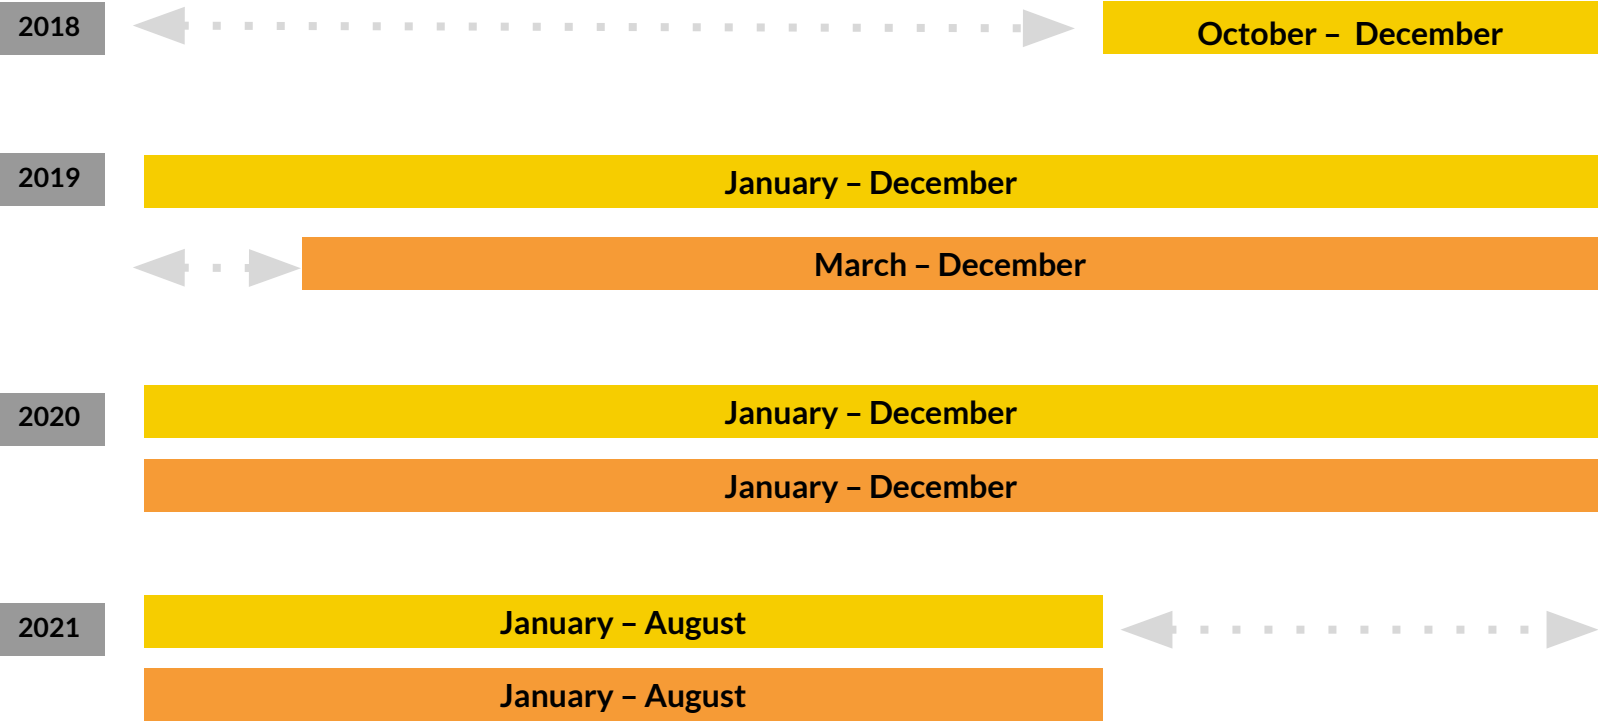 2018
October –  December
2019
January – December
March – December
2020
January – December
January – December
2021
January – August
January – August